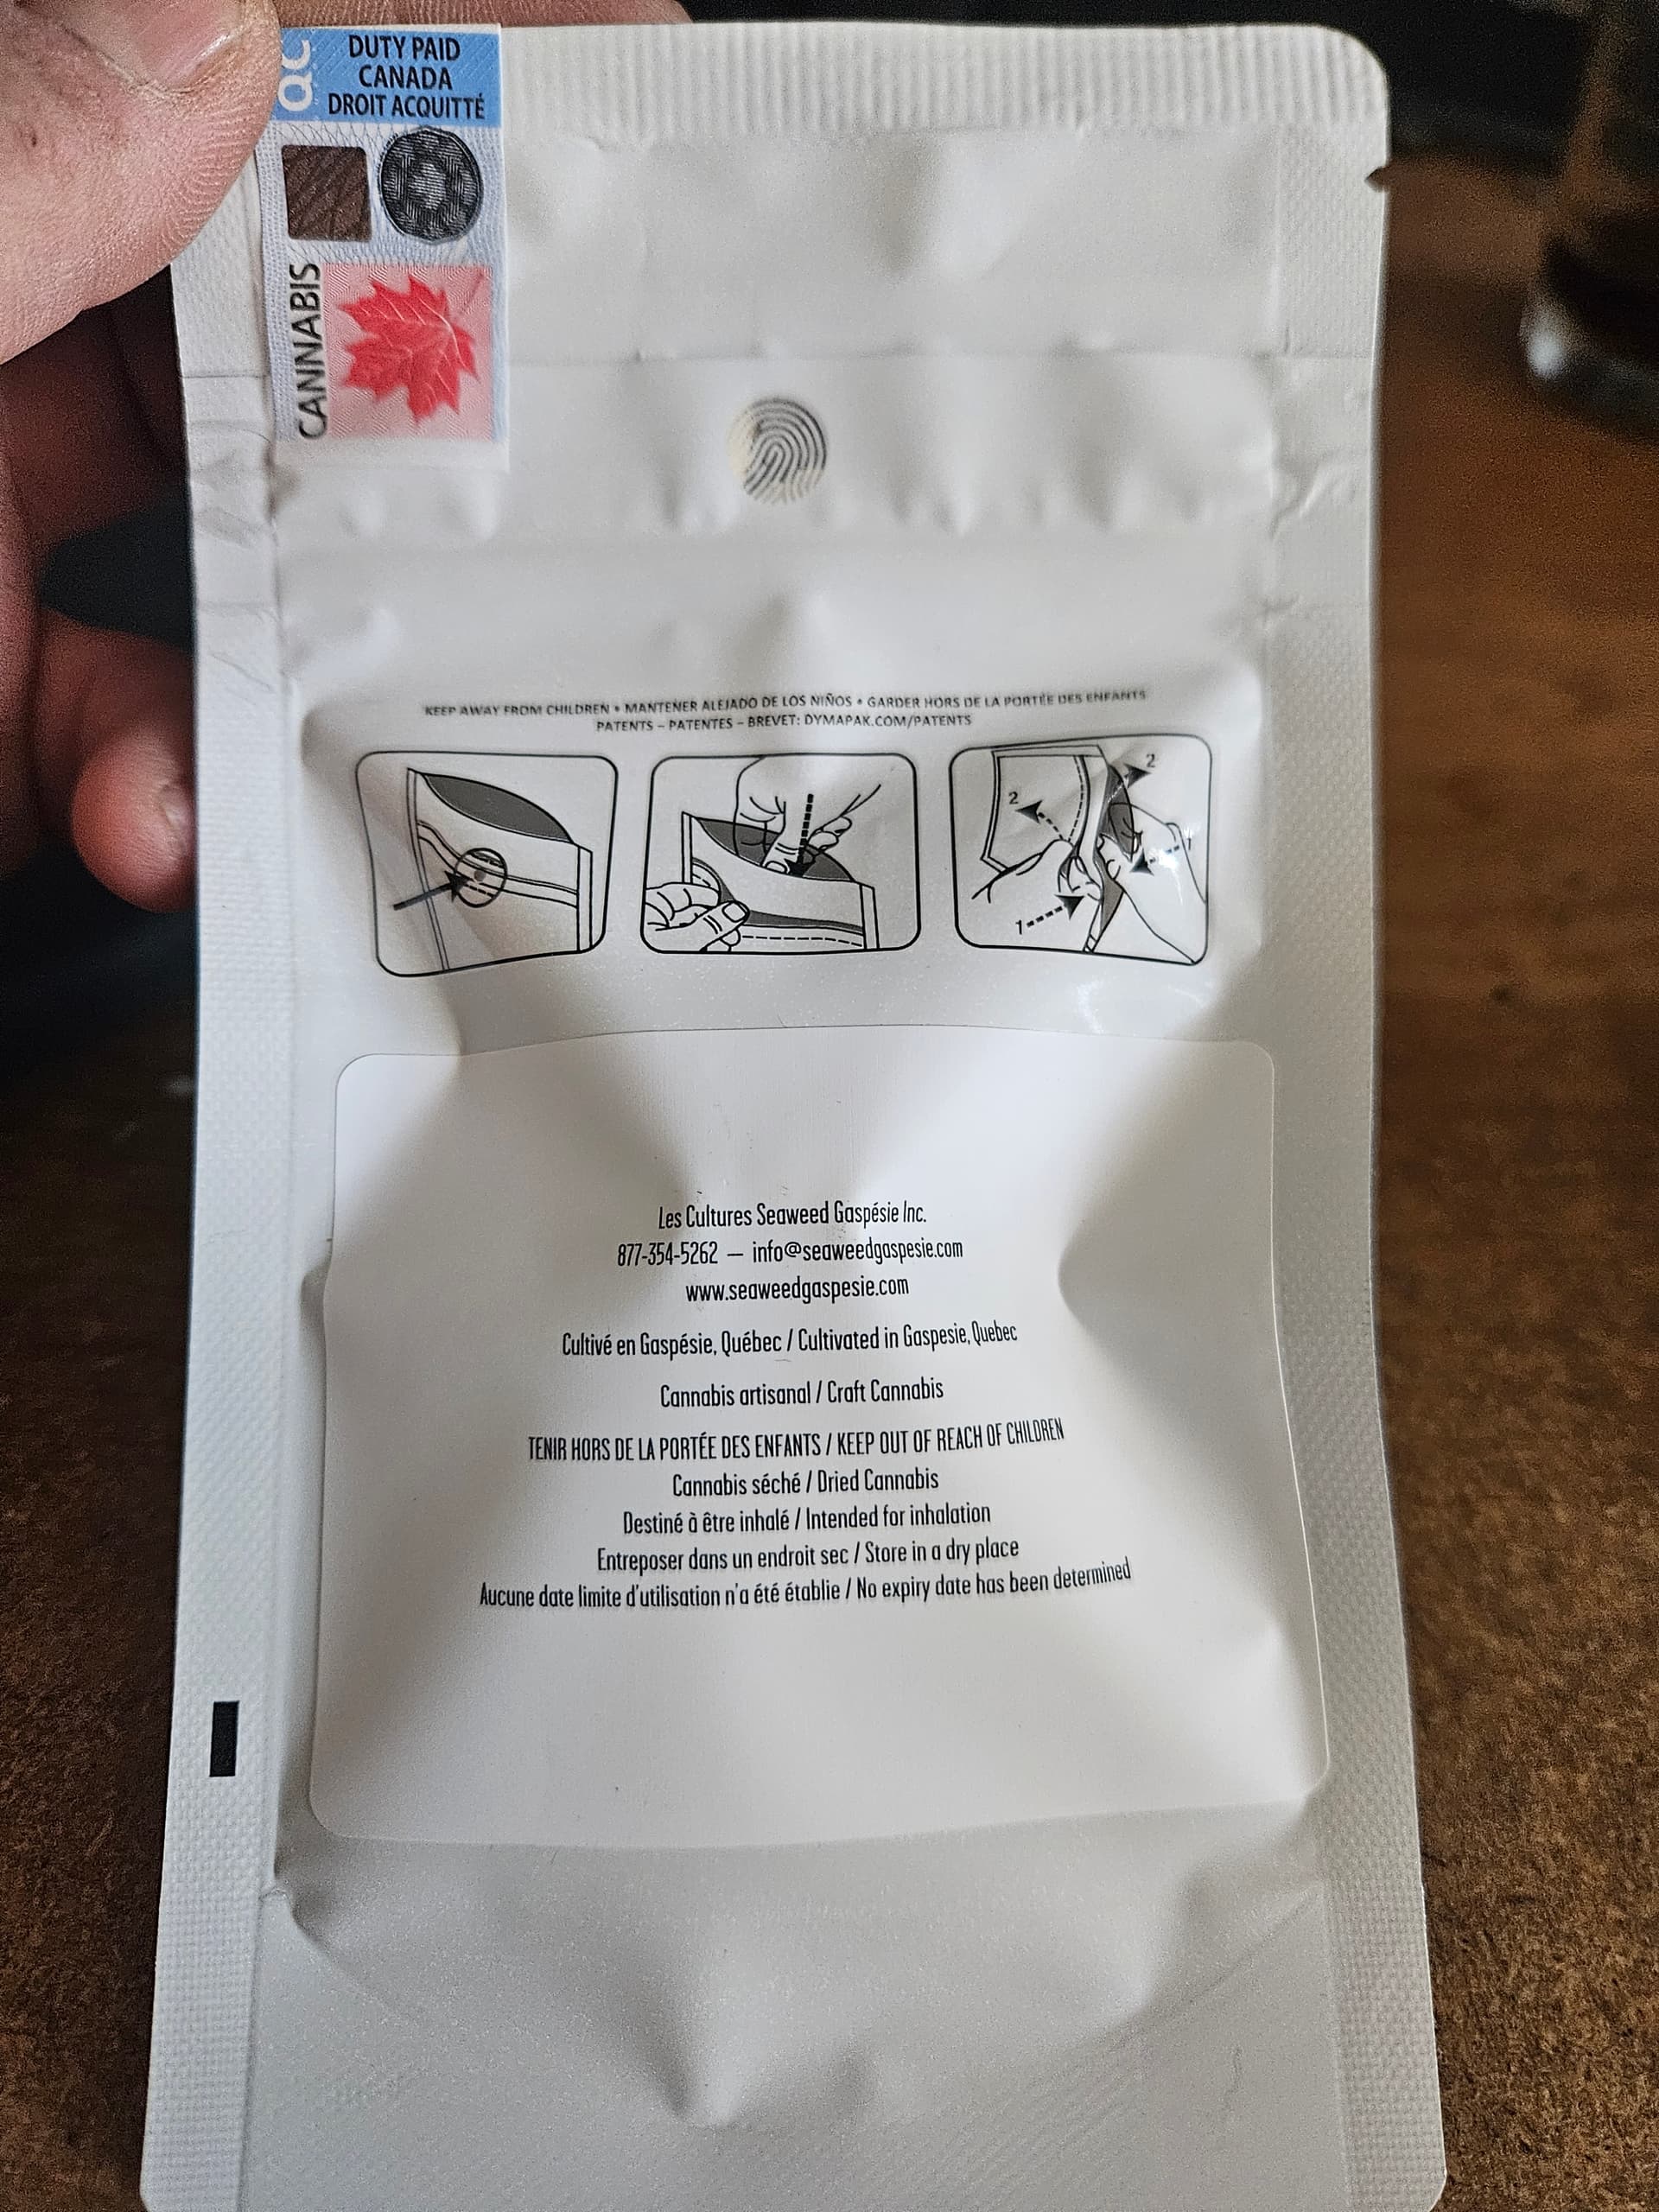 QC
DUTY PAID
CANADA
DROIT ACQUITTÉ
CANNABIS
KEEP AWAY FROM CHILDREN • MANTENER ALEJADO DE LOS NIÑOS • GARDER HORS DE LA PORTÉE DES ENFANTS
PATENTS – PATENTES – BREVET: DYMAPAK.COM/PATENTS
2
2
1
1
Les Cultures Seaweed Gaspésie Inc.
877-354-5262 — info@seaweedgaspesie.com
www.seaweedgaspesie.com
Cultivé en Gaspésie, Québec / Cultivated in Gaspesie, Quebec
Cannabis artisanal / Craft Cannabis
TENIR HORS DE LA PORTÉE DES ENFANTS / KEEP OUT OF REACH OF CHILDREN
Cannabis séché / Dried Cannabis
Destiné à être inhalé / Intended for inhalation
Entreposer dans un endroit sec / Store in a dry place
Aucune date limite d'utilisation n'a été établie / No expiry date has been determined